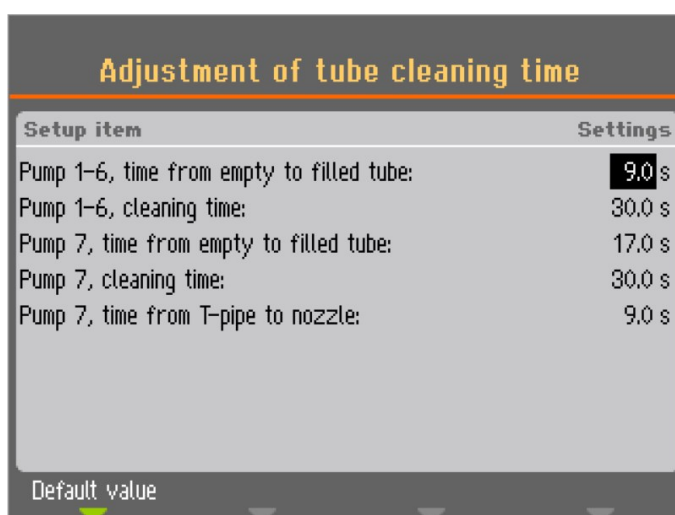 Adjustment of tube cleaning time
Setup item Settings
Pump 1-6, time from empty to filled tube: 9.0 s
Pump 1-6, cleaning time: 30.0 s
Pump 7, time from empty to filled tube: 17.0 s
Pump 7, cleaning time: 30.0 s
Pump 7, time from T-pipe to nozzle: 9.0 s
Default value